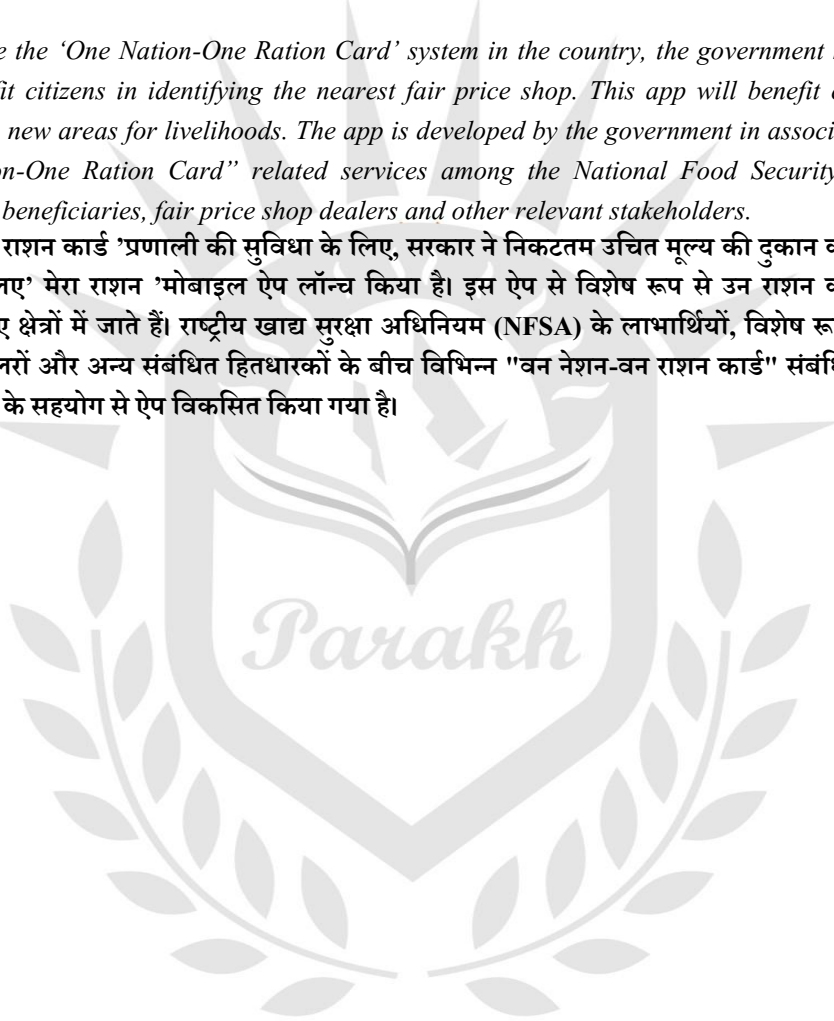 e the ‘One Nation-One Ration Card’ system in the country, the government
fit citizens in identifying the nearest fair price shop. This app will benefit
new areas for livelihoods. The app is developed by the government in associ
on-One Ration Card” related services among the National Food Security
beneficiaries, fair price shop dealers and other relevant stakeholders.
राशन कार्ड ’प्रणाली की सुविधा के लिए, सरकार ने निकटतम उचित मूल्य की दुकान
लिए’ मेरा राशन ’मोबाइल ऐप लॉन्च किया है। इस ऐप से विशेष रूप से उन राशन
ए क्षेत्रों में जाते हैं। राष्ट्रीय खाद्य सुरक्षा अधिनियम (NFSA) के लाभार्थियों, विशेष
लरों और अन्य संबंधित हितधारकों के बीच विभिन्न "वन नेशन-वन राशन कार्ड" संबंधि
के सहयोग से ऐप विकसित किया गया है।
Parakh